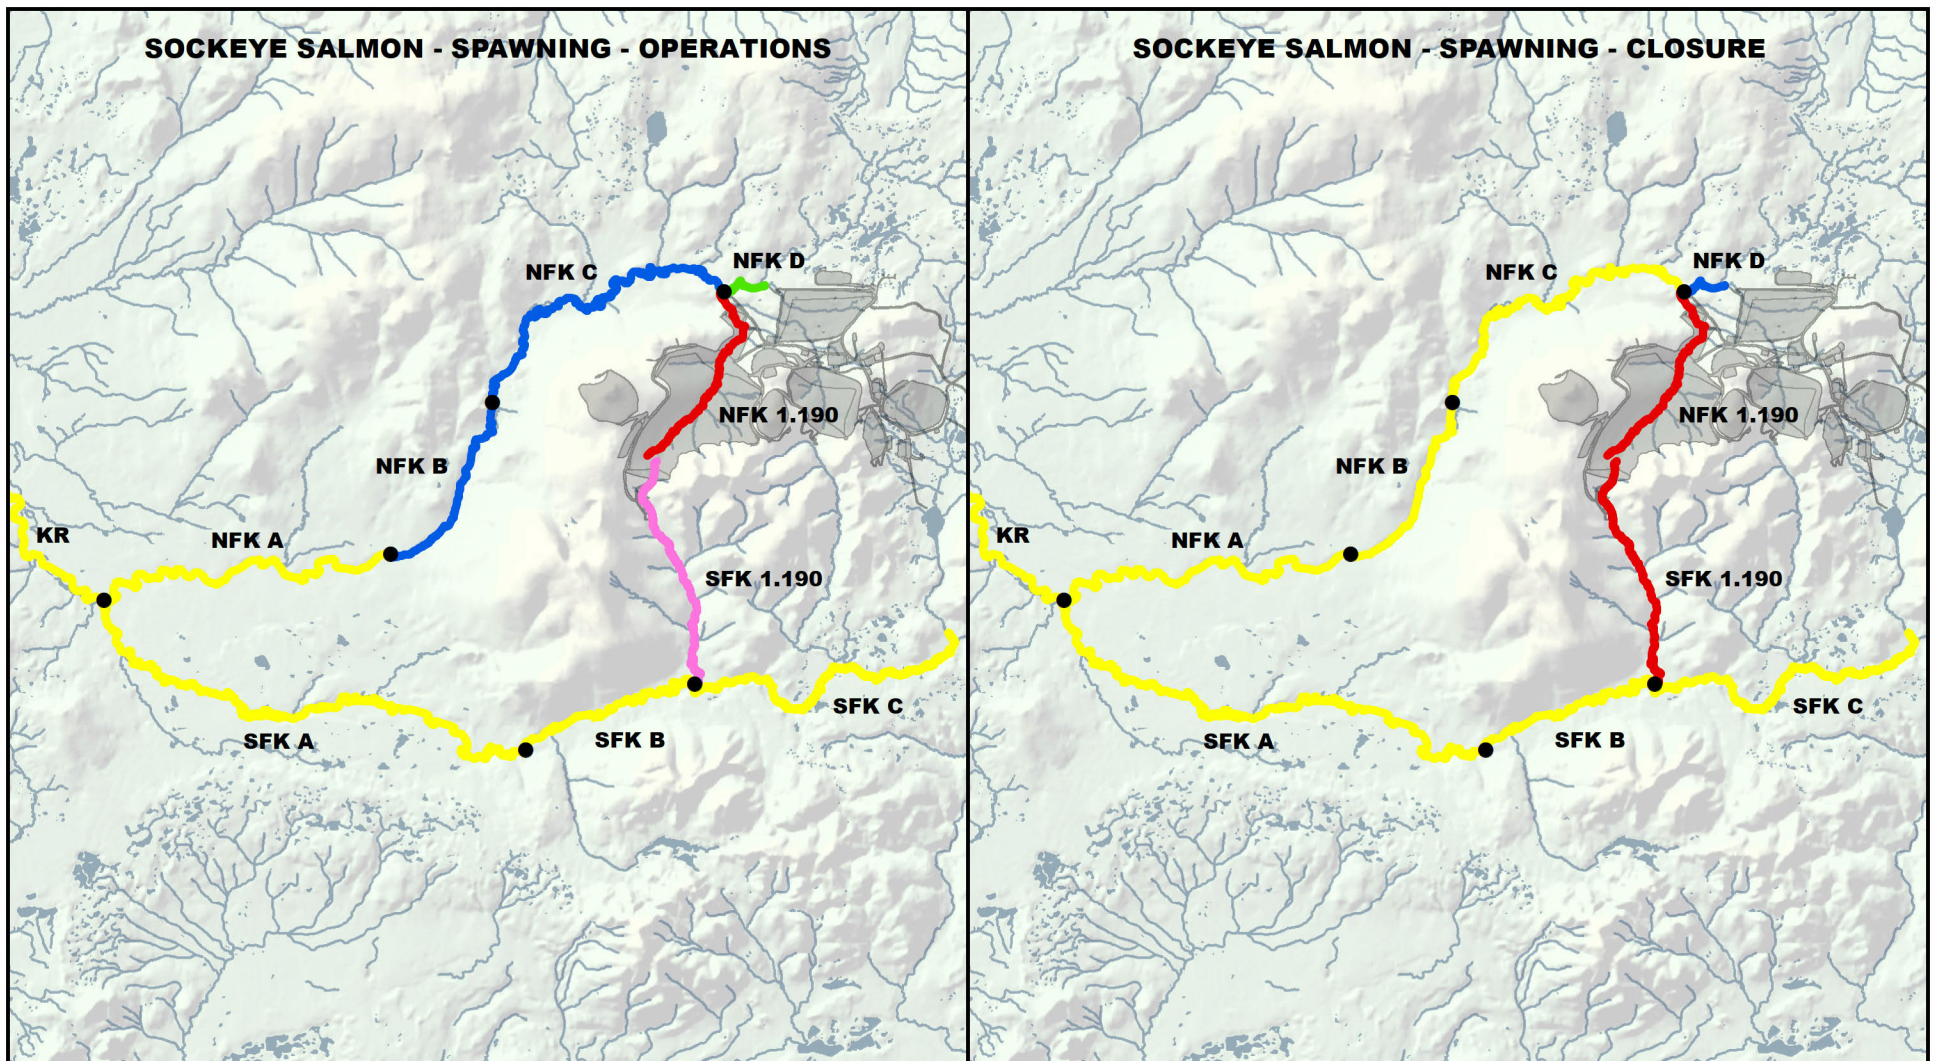 SOCKEYE SALMON - SPAWNING - OPERATIONS
NFK C
NFK D
NFK 1.190
NFK B
KR
NFK A
SFK 1.190
SFK C
SFK A
SFK B
SOCKEYE SALMON - SPAWNING - CLOSURE
NFK C
NFK D
NFK 1.190
NFK B
KR
NFK A
SFK 1.190
SFK C
SFK A
SFK B